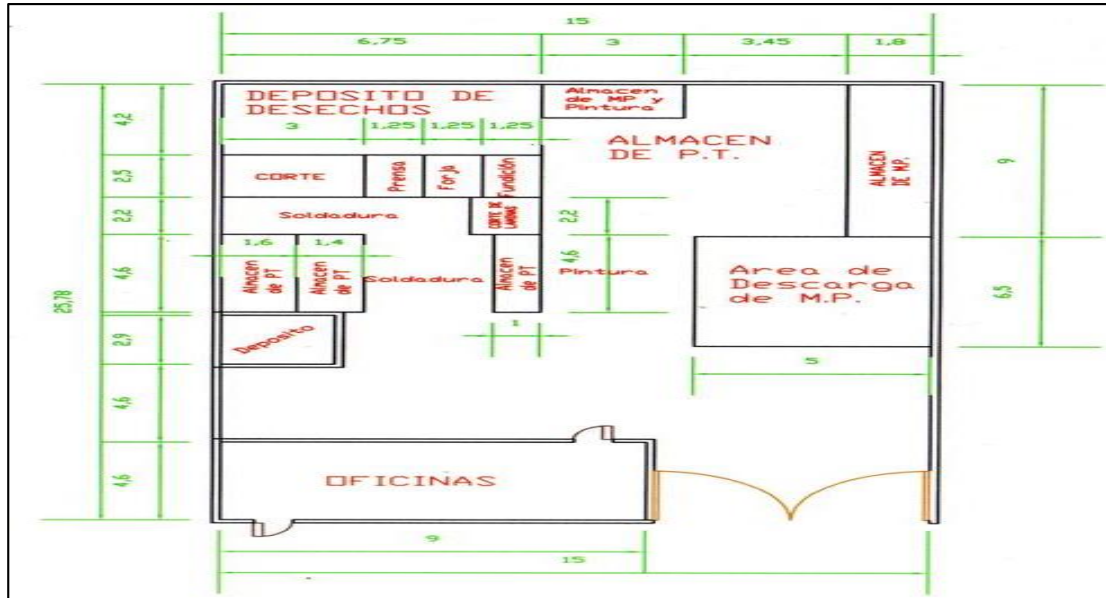 15
6,75
3
3,45
1,8
DEPOSITO DE
DESECHOS
Almacen
de MP y
Pintura
4,2
3
1,25
1,25
1,25
ALMACEN
DE P.T.
9
ALMACEN
DE M.P.
2,5
CORTE
Prensa
Forja
Fundición
2,2
Soldadura
CORTE DE
LAMINAS
2,2
1,6
1,4
4,6
Almacen
de PT
Almacen
de PT
Soldadura
Almacen
de PT
4,6
Pintura
Area de
Descarga
de M.P.
6,5
25,78
2,9
Deposito
1
5
4,6
4,6
OFICINAS
9
15